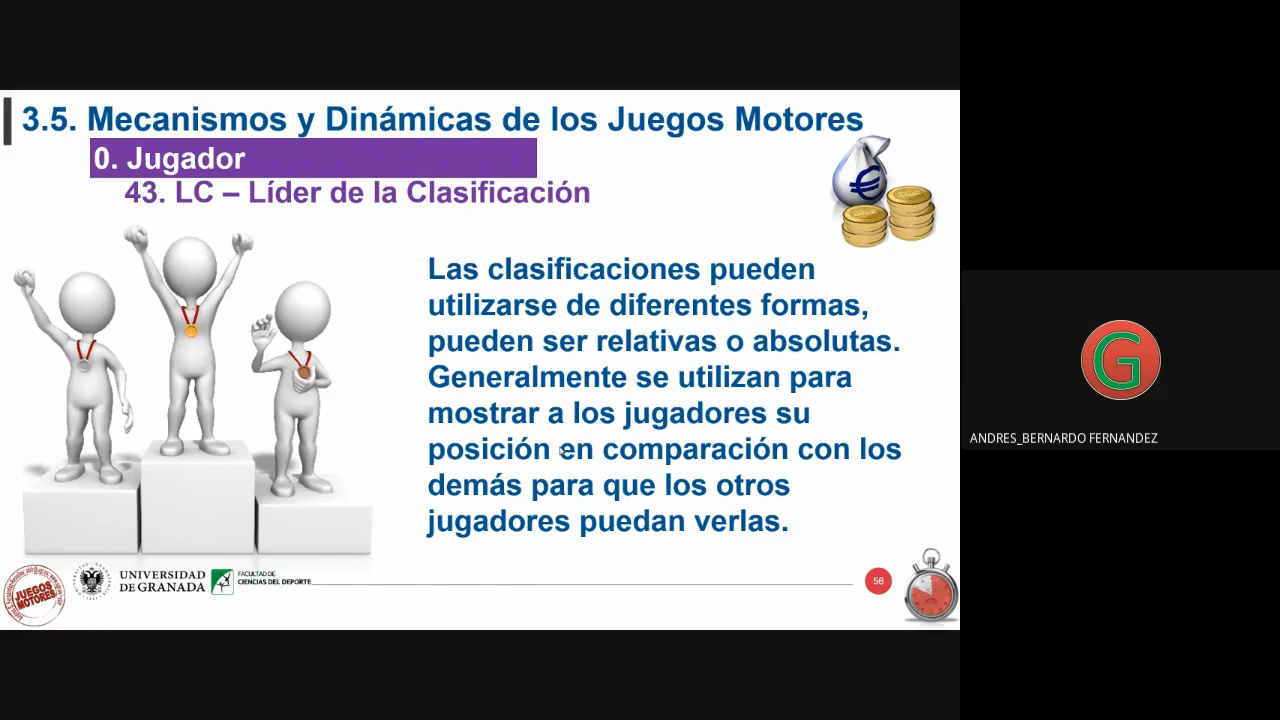 3.5. Mecanismos y Dinámicas de los Juegos Motores
0. Jugador
43. LC – Líder de la Clasificación
€
Las clasificaciones pueden
utilizarse de diferentes formas,
pueden ser relativas o absolutas.
Generalmente se utilizan para
mostrar a los jugadores su
posición en comparación con los
demás para que los otros
jugadores puedan verlas.
G
ANDRES_BERNARDO FERNANDEZ
JUEGOS
MOTORES
UNIVERSIDAD
DE GRANADA
FACULTAD DE
CIENCIAS DEL DEPORTE
56